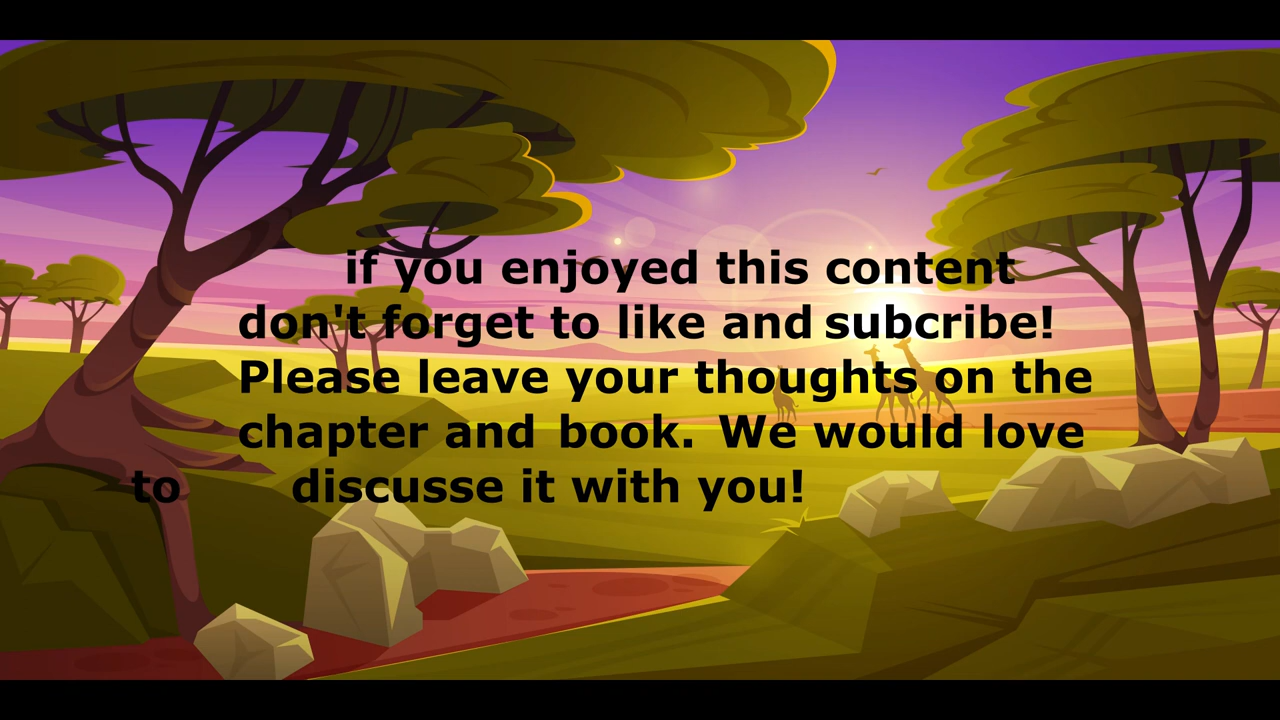 if you enjoyed this content
don't forget to like and subcribe!
Please leave your thoughts on the
chapter and book. We would love
to discusse it with you!